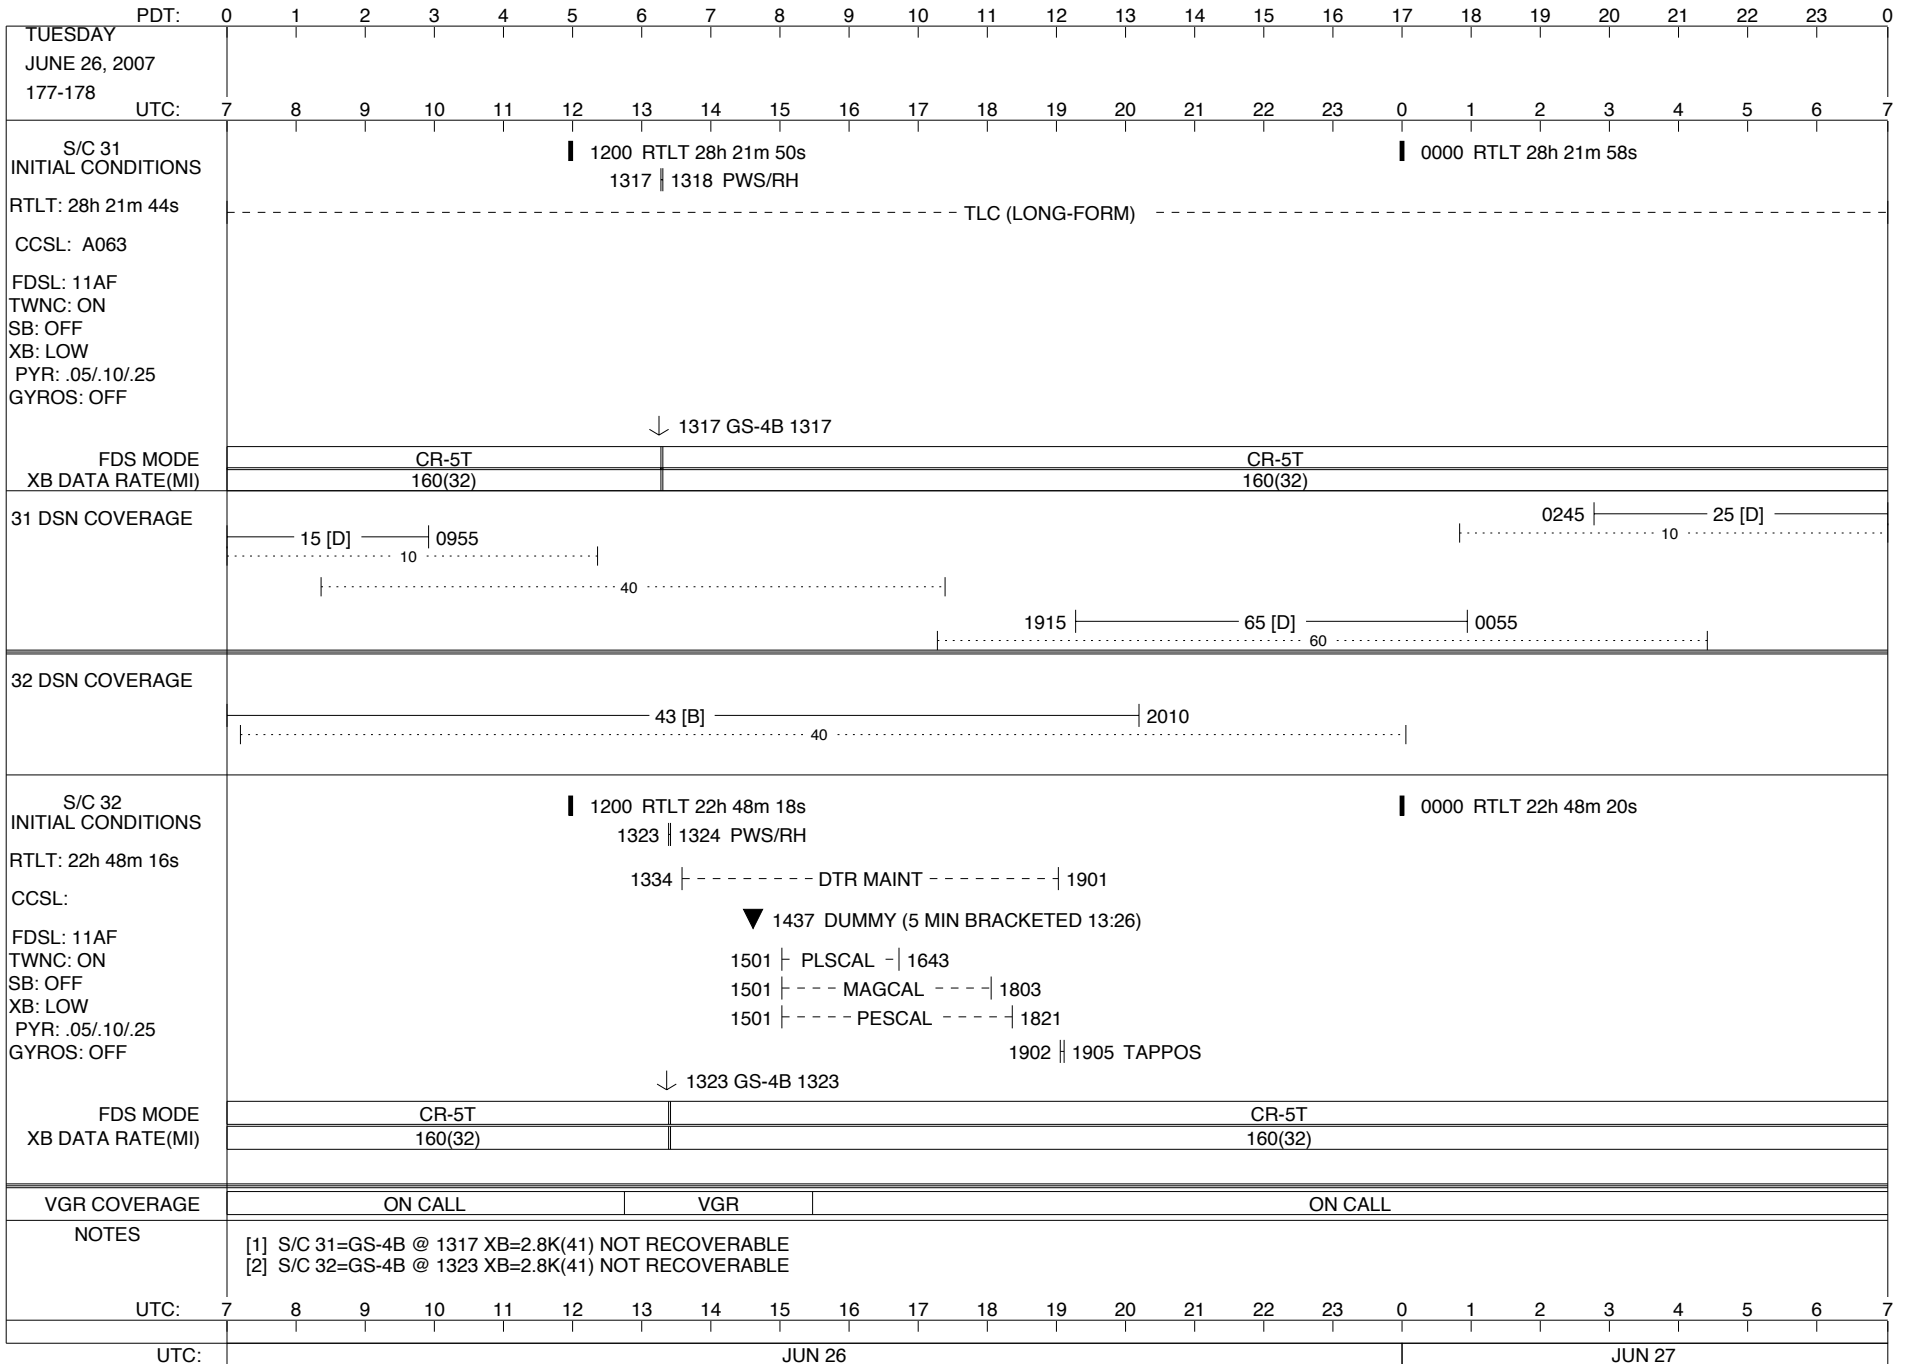 PDT: 0 1 2 3 4 5 6 7 8 9 10 11 12 13 14 15 16 17 18 19 20 21 22 23 0
TUESDAY
JUNE 26, 2007
177-178
UTC: 7 8 9 10 11 12 13 14 15 16 17 18 19 20 21 22 23 0 1 2 3 4 5 6 7
S/C 31
INITIAL CONDITIONS
1200 RTLT 28h 21m 50s
0000 RTLT 28h 21m 58s
1317 1318 PWS/RH
RTLT: 28h 21m 44s
TLC (LONG-FORM)
CCSL: A063
FDSL: 11AF
TWNC: ON
SB: OFF
XB: LOW
PYR: .05/.10/.25
GYROS: OFF
1317 GS-4B 1317
FDS MODE CR-5T CR-5T
XB DATA RATE(MI) 160(32) 160(32)
31 DSN COVERAGE
0245 25 [D]
15 [D] 0955
10
10
40
1915 65 [D] 0055
60
32 DSN COVERAGE
43 [B] 2010
40
S/C 32
INITIAL CONDITIONS
1200 RTLT 22h 48m 18s
0000 RTLT 22h 48m 20s
1323 1324 PWS/RH
RTLT: 22h 48m 16s
1334 DTR MAINT 1901
CCSL:
1437 DUMMY (5 MIN BRACKETED 13:26)
FDSL: 11AF
TWNC: ON
1501 PLSCAL 1643
SB: OFF
1501 MAGCAL 1803
XB: LOW
PYR: .05/.10/.25
1501 PESCAL 1821
GYROS: OFF
1902 1905 TAPPOS
1323 GS-4B 1323
FDS MODE CR-5T CR-5T
XB DATA RATE(MI) 160(32) 160(32)
VGR COVERAGE ON CALL VGR ON CALL
NOTES
[1] S/C 31=GS-4B @ 1317 XB=2.8K(41) NOT RECOVERABLE
[2] S/C 32=GS-4B @ 1323 XB=2.8K(41) NOT RECOVERABLE
UTC: 7 8 9 10 11 12 13 14 15 16 17 18 19 20 21 22 23 0 1 2 3 4 5 6 7
UTC: JUN 26 JUN 27